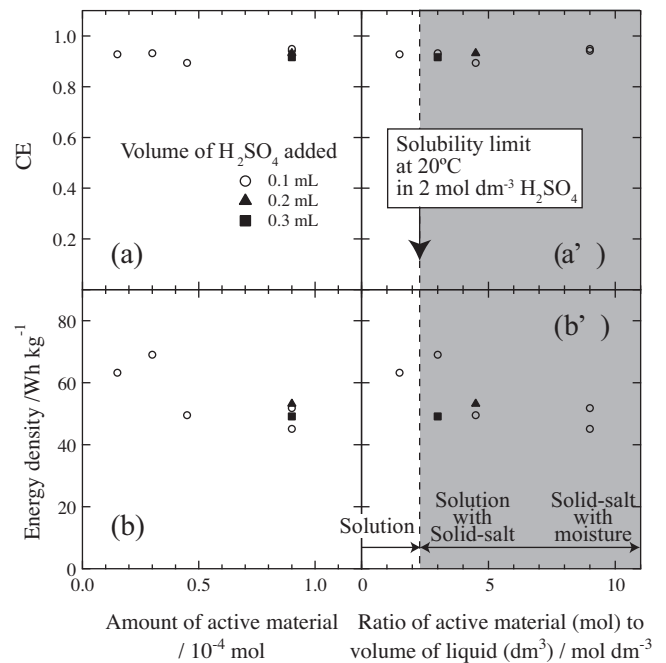 1.0
0.8
0.6
0.4
0.2
CE
Volume of H₂SO₄ added
0.1 mL
0.2 mL
0.3 mL
(a)
Solubility limit
at 20ºC
in 2 mol dm⁻³ H₂SO₄
(a’ )
80
60
40
20
0
Energy density /Wh kg⁻¹
(b)
(b’ )
Solution
Solution
with
Solid-salt
Solid-salt
with
moisture
0.0 0.5 1.0
0 5 10
Amount of active material
/ 10⁻⁴ mol
Ratio of active material (mol) to
volume of liquid (dm³) / mol dm⁻³